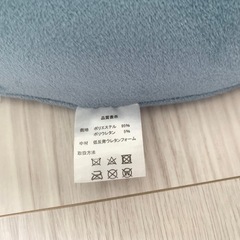 品質表示
側地 ポリエステル 95%
ポリウレタン 5%
中材 低反発ウレタンフォーム
取扱方法